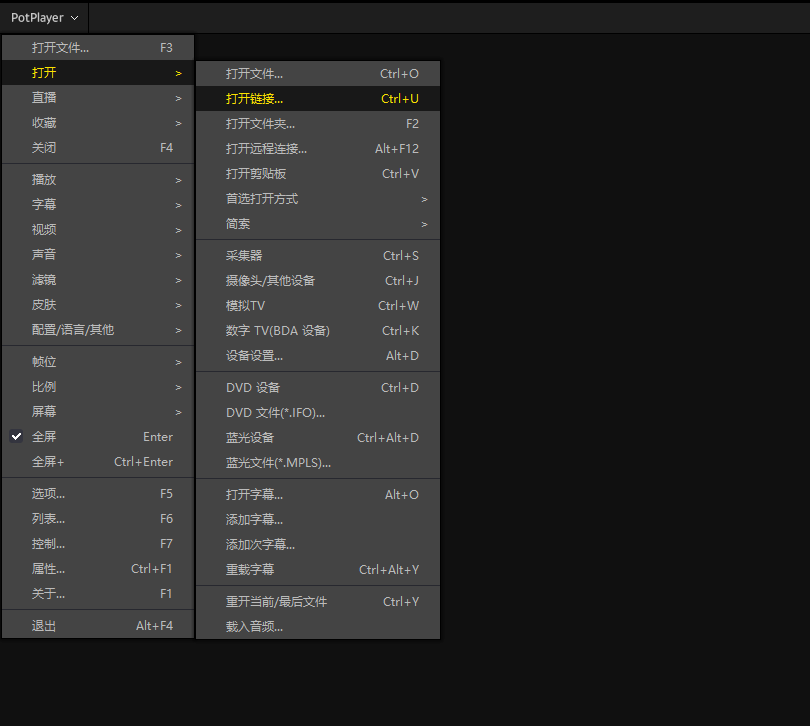 PotPlayer
打开文件... F3
打开 >
直播 >
收藏 >
关闭 F4
播放 >
字幕 >
视频 >
声音 >
滤镜 >
皮肤 >
配置/语言/其他 >
帧位 >
比例 >
屏幕 >
全屏 Enter
全屏+ Ctrl+Enter
选项... F5
列表... F6
控制... F7
属性... Ctrl+F1
关于... F1
退出 Alt+F4
打开文件... Ctrl+O
打开链接... Ctrl+U
打开文件夹... F2
打开远程连接... Alt+F12
打开剪贴板 Ctrl+V
首选打开方式 >
简索 >
采集器 Ctrl+S
摄像头/其他设备 Ctrl+J
模拟TV Ctrl+W
数字 TV(BDA 设备) Ctrl+K
设备设置... Alt+D
DVD 设备 Ctrl+D
DVD 文件(*.IFO)...
蓝光设备 Ctrl+Alt+D
蓝光文件(*.MPLS)...
打开字幕... Alt+O
添加字幕...
添加次字幕...
重载字幕 Ctrl+Alt+Y
重开当前/最后文件 Ctrl+Y
载入音频...